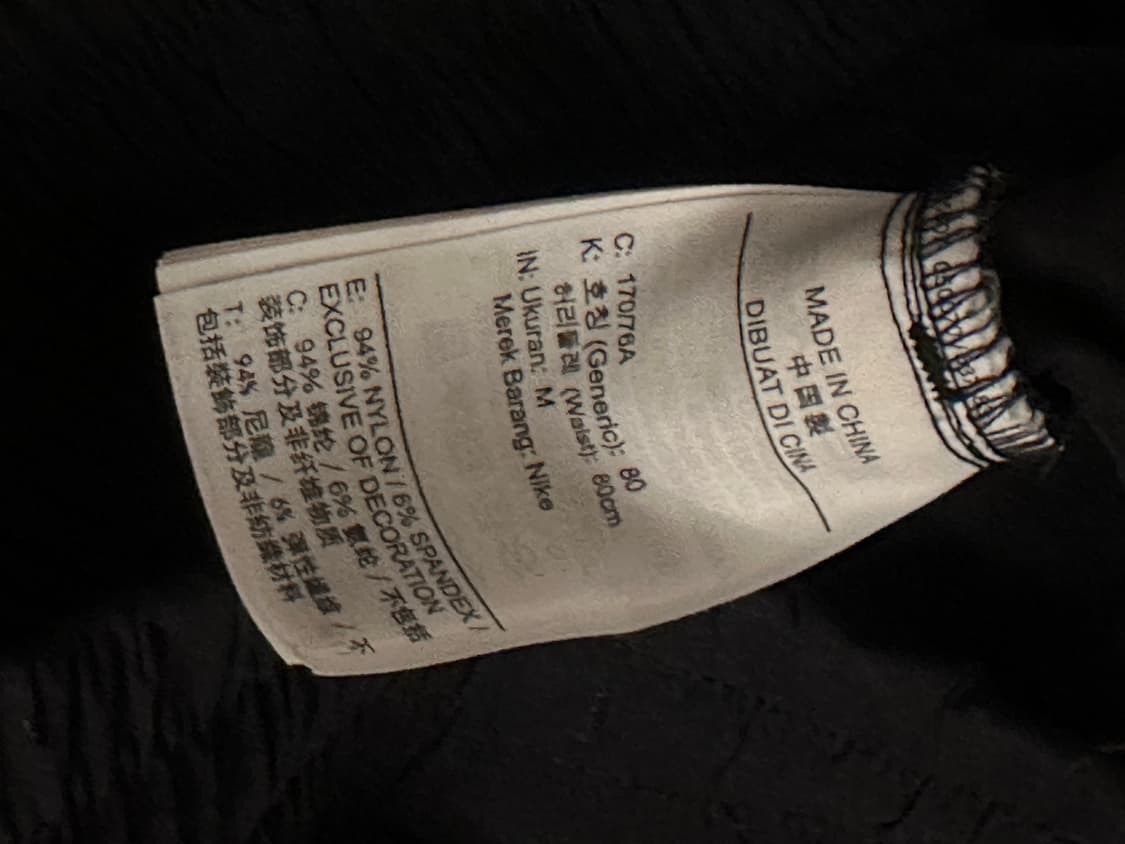 MADE IN CHINA
中国製
DIBUAT DI CINA
C: 170/76A
K: 호칭 (Generic): 80
허리둘레 (Waist): 80cm
IN: Ukuran: M
Merek Barang: Nike
E: 94% NYLON / 6% SPANDEX /
EXCLUSIVE OF DECORATION
C: 94% 锦纶 / 6% 氨纶 / 不包括
装饰部分及非纤维物质
T: 94% 尼龍 / 6% 彈性纖維 / 不
包括裝飾部分及非紡織材料